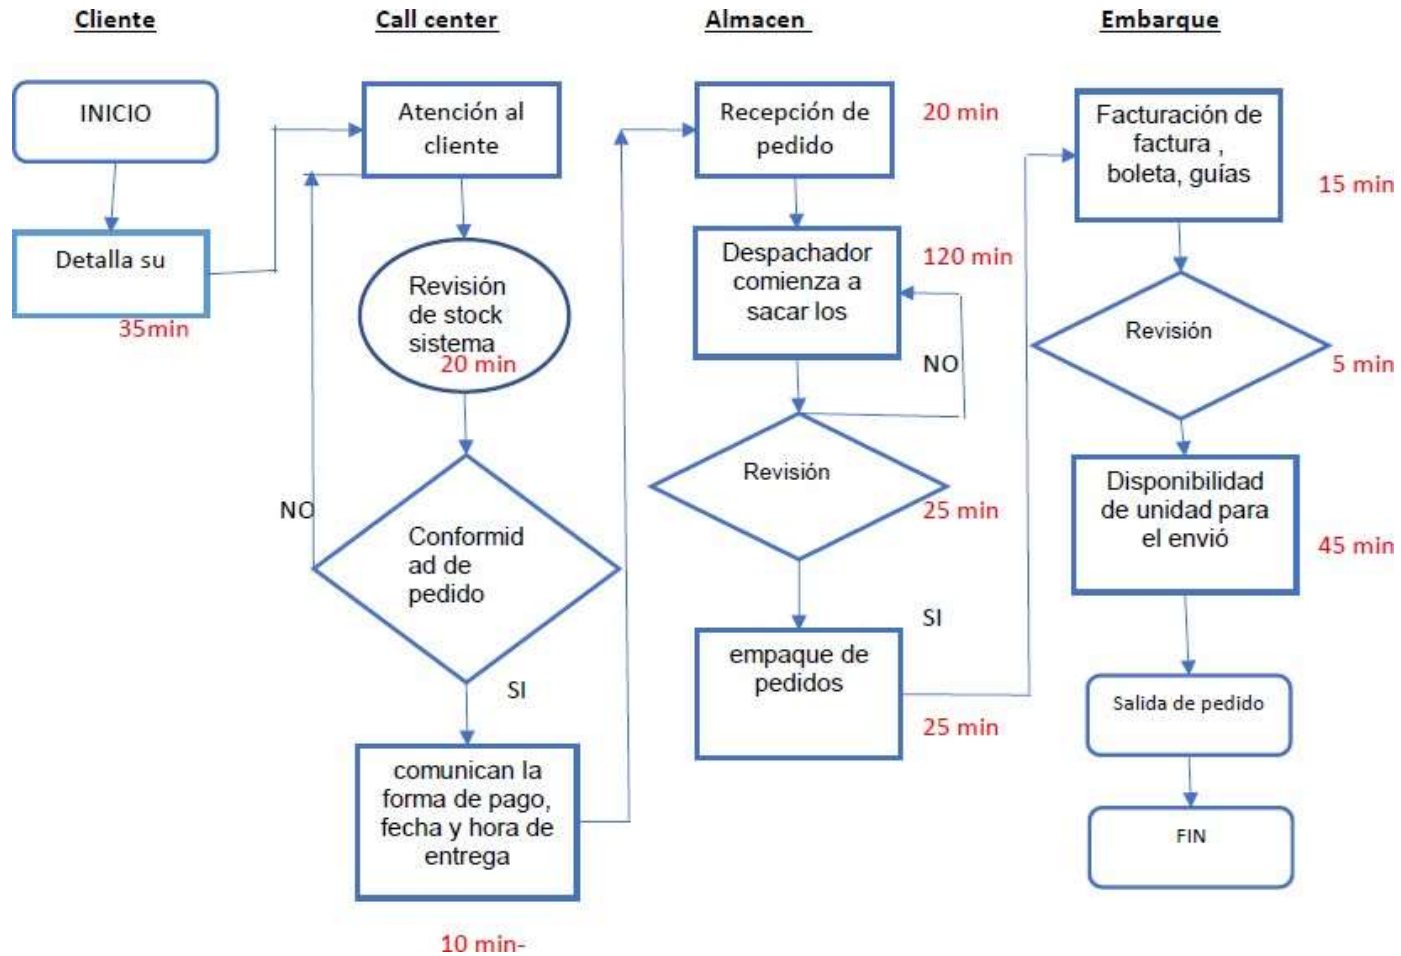 Cliente
Call center
Almacen
Embarque
INICIO
Detalla su
35min
Atención al
cliente
Revisión
de stock
sistema
20 min
NO
Conformid
ad de
pedido
SI
comunican la
forma de pago,
fecha y hora de
entrega
10 min-
Recepción de
pedido
20 min
Despachador
comienza a
sacar los
120 min
NO
Revisión
25 min
SI
empaque de
pedidos
25 min
Facturación de
factura ,
boleta, guías
15 min
Revisión
5 min
Disponibilidad
de unidad para
el envió
45 min
Salida de pedido
FIN